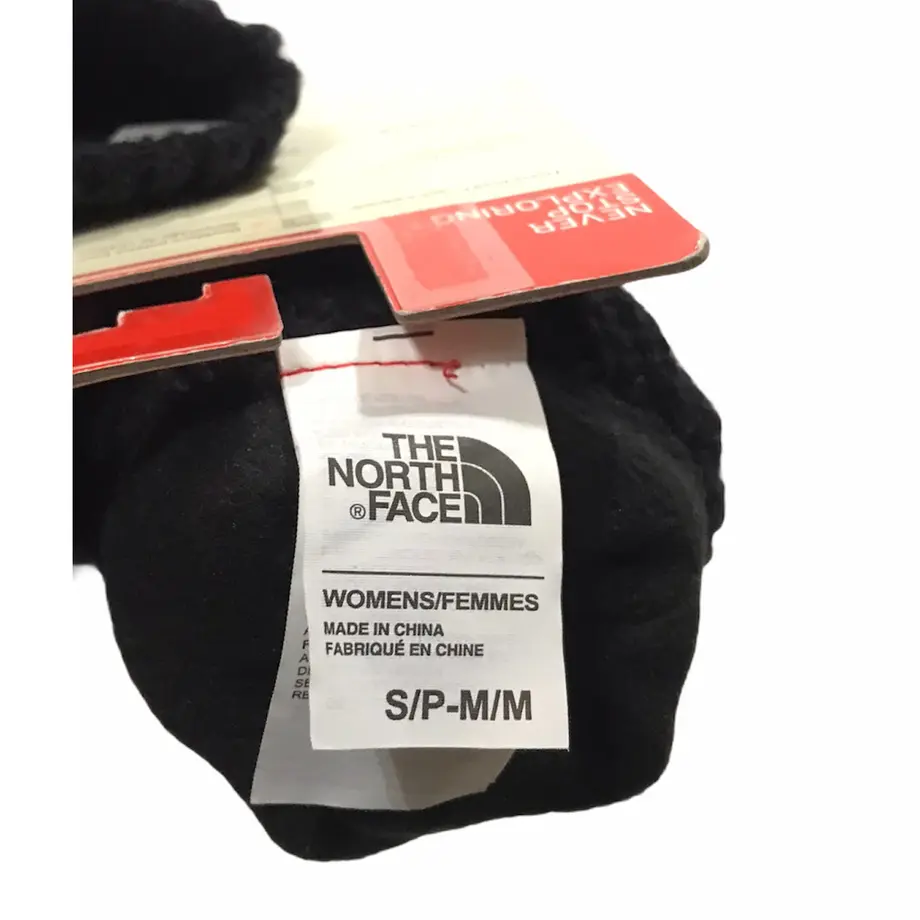 NEVER
STOP
EXPLORING
THE
NORTH
®FACE
WOMENS/FEMMES
MADE IN CHINA
FABRIQUÉ EN CHINE
S/P-M/M